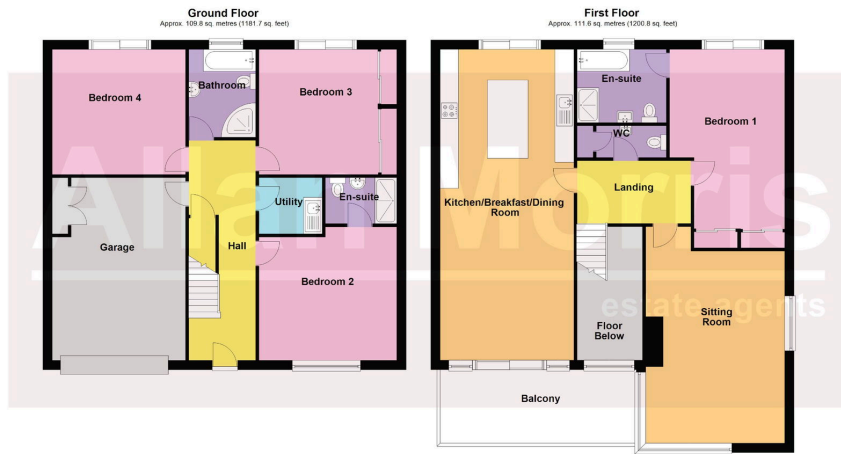 Ground Floor
Approx. 109.8 sq. metres (1181.7 sq. feet)
Bedroom 4
Bathroom
Bedroom 3
Utility
En-suite
Garage
Hall
Bedroom 2
First Floor
Approx. 111.6 sq. metres (1200.8 sq. feet)
En-suite
WC
Bedroom 1
Landing
Kitchen/Breakfast/Dining
Room
Sitting
Room
Floor
Below
Balcony
Allan Morris
estate agents